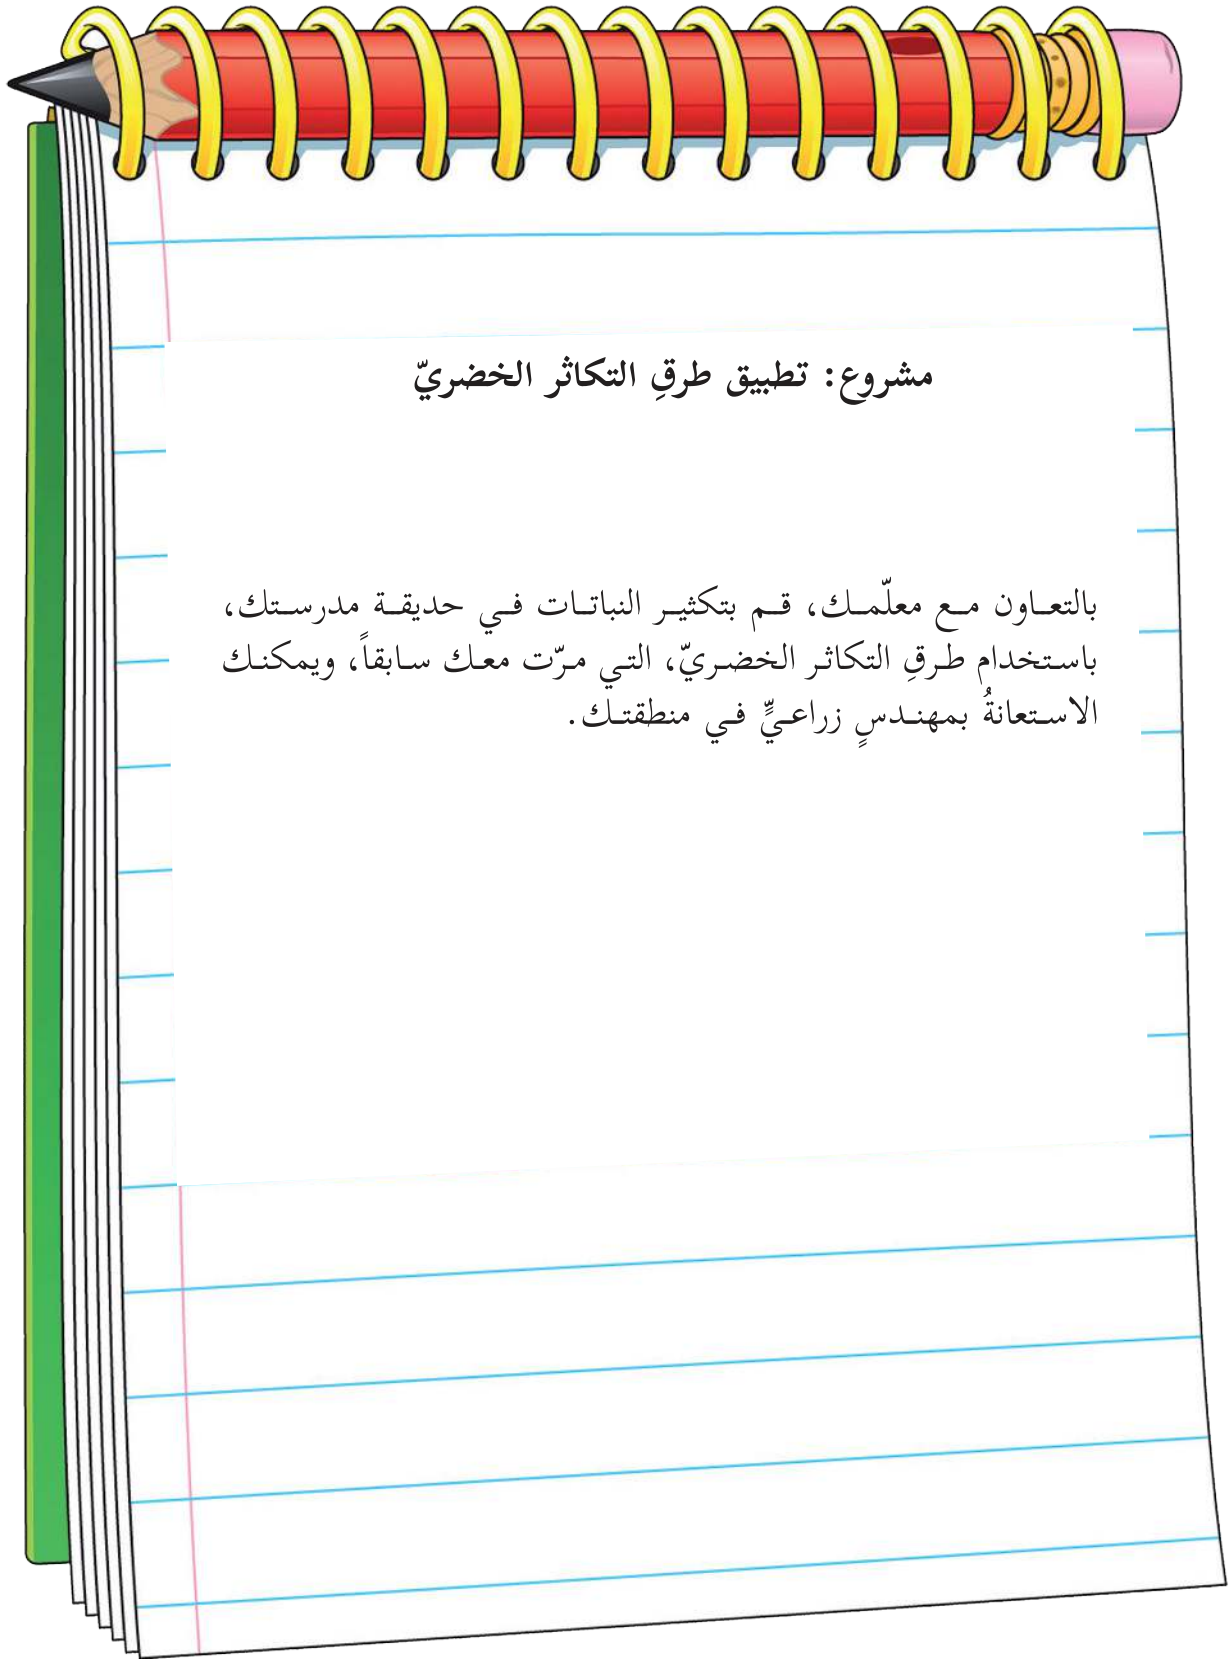 مشروع: تطبيق طرقِ التكاثر الخضريّ
بالتعاون مع معلّمك، قم بتكثير النباتات في حديقة مدرستك،
باستخدام طرقِ التكاثر الخضريّ، التي مرّت معك سابقاً، ويمكنك
الاستعانةُ بمهندسٍ زراعيٍّ في منطقتك.